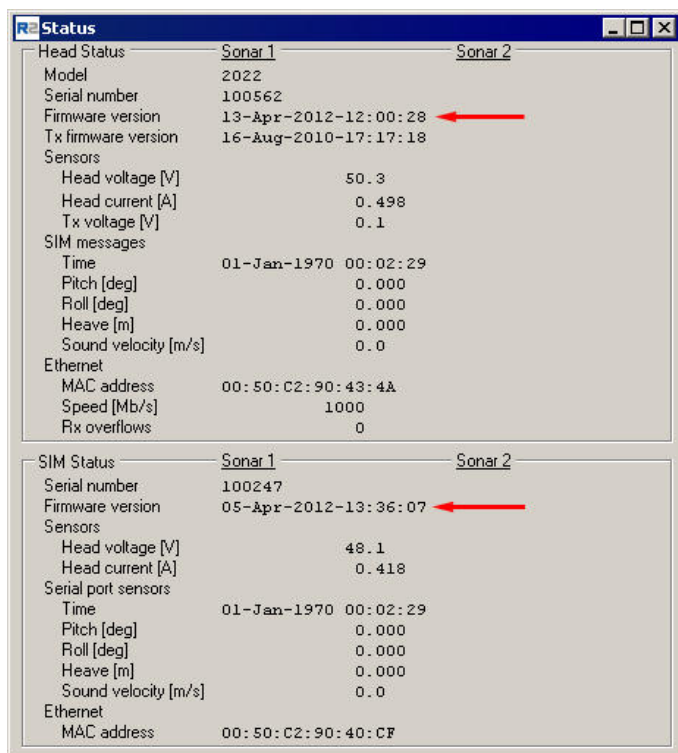 R2 Status
Head Status Sonar 1 Sonar 2
Model 2022
Serial number 100562
Firmware version 13-Apr-2012-12:00:28
Tx firmware version 16-Aug-2010-17:17:18
Sensors
Head voltage [V] 50.3
Head current [A] 0.498
Tx voltage [V] 0.1
SIM messages
Time 01-Jan-1970 00:02:29
Pitch [deg] 0.000
Roll [deg] 0.000
Heave [m] 0.000
Sound velocity [m/s] 0.0
Ethernet
MAC address 00:50:C2:90:43:4A
Speed [Mb/s] 1000
Rx overflows 0
SIM Status Sonar 1 Sonar 2
Serial number 100247
Firmware version 05-Apr-2012-13:36:07
Sensors
Head voltage [V] 48.1
Head current [A] 0.418
Serial port sensors
Time 01-Jan-1970 00:02:29
Pitch [deg] 0.000
Roll [deg] 0.000
Heave [m] 0.000
Sound velocity [m/s] 0.0
Ethernet
MAC address 00:50:C2:90:40:CF